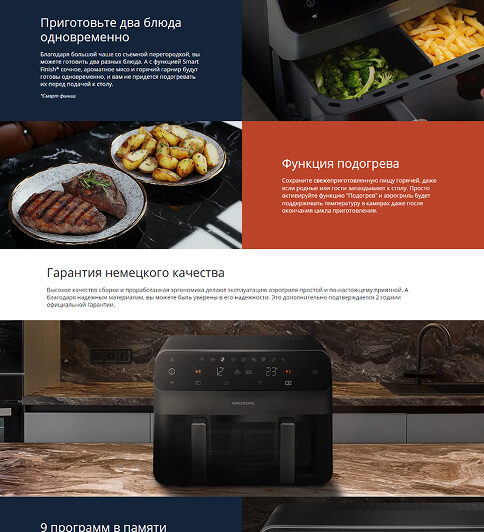 Приготовьте два блюда
одновременно
Благодаря большой чаше со съемной перегородкой, вы
можете готовить два разных блюда. А с функцией Smart
Finish* сочное, ароматное мясо и горячий гарнир будут
готовы одновременно, и вам не придется подогревать
их перед подачей к столу.
*Смарт финиш
Функция подогрева
Сохраните свежеприготовленную пищу горячей, даже
если родные или гости запаздывают к столу. Просто
активируйте функцию "Подогрев" и аэрогриль будет
поддерживать температуру в камерах даже после
окончания цикла приготовления.
Гарантия немецкого качества
Высокое качество сборки и проработанная эргономика делают эксплуатацию аэрогриля простой и по-настоящему приятной. А
благодаря надежным материалам, вы можете быть уверены в его надежности. Это дополнительно подтверждается 2 годами
официальной гарантии.
12 23
GRUNDIG
9 программ в памяти